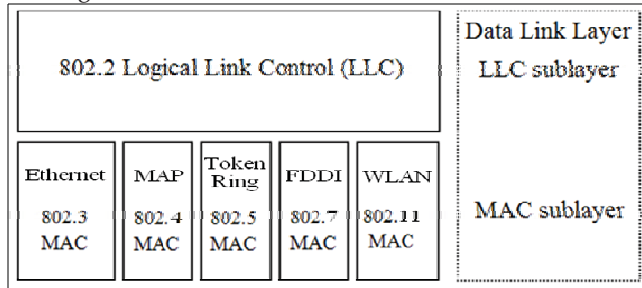 802.2 Logical Link Control (LLC)
Data Link Layer
LLC sublayer
Ethernet
802.3
MAC
MAP
802.4
MAC
Token
Ring
802.5
MAC
FDDI
802.7
MAC
WLAN
802.11
MAC
MAC sublayer